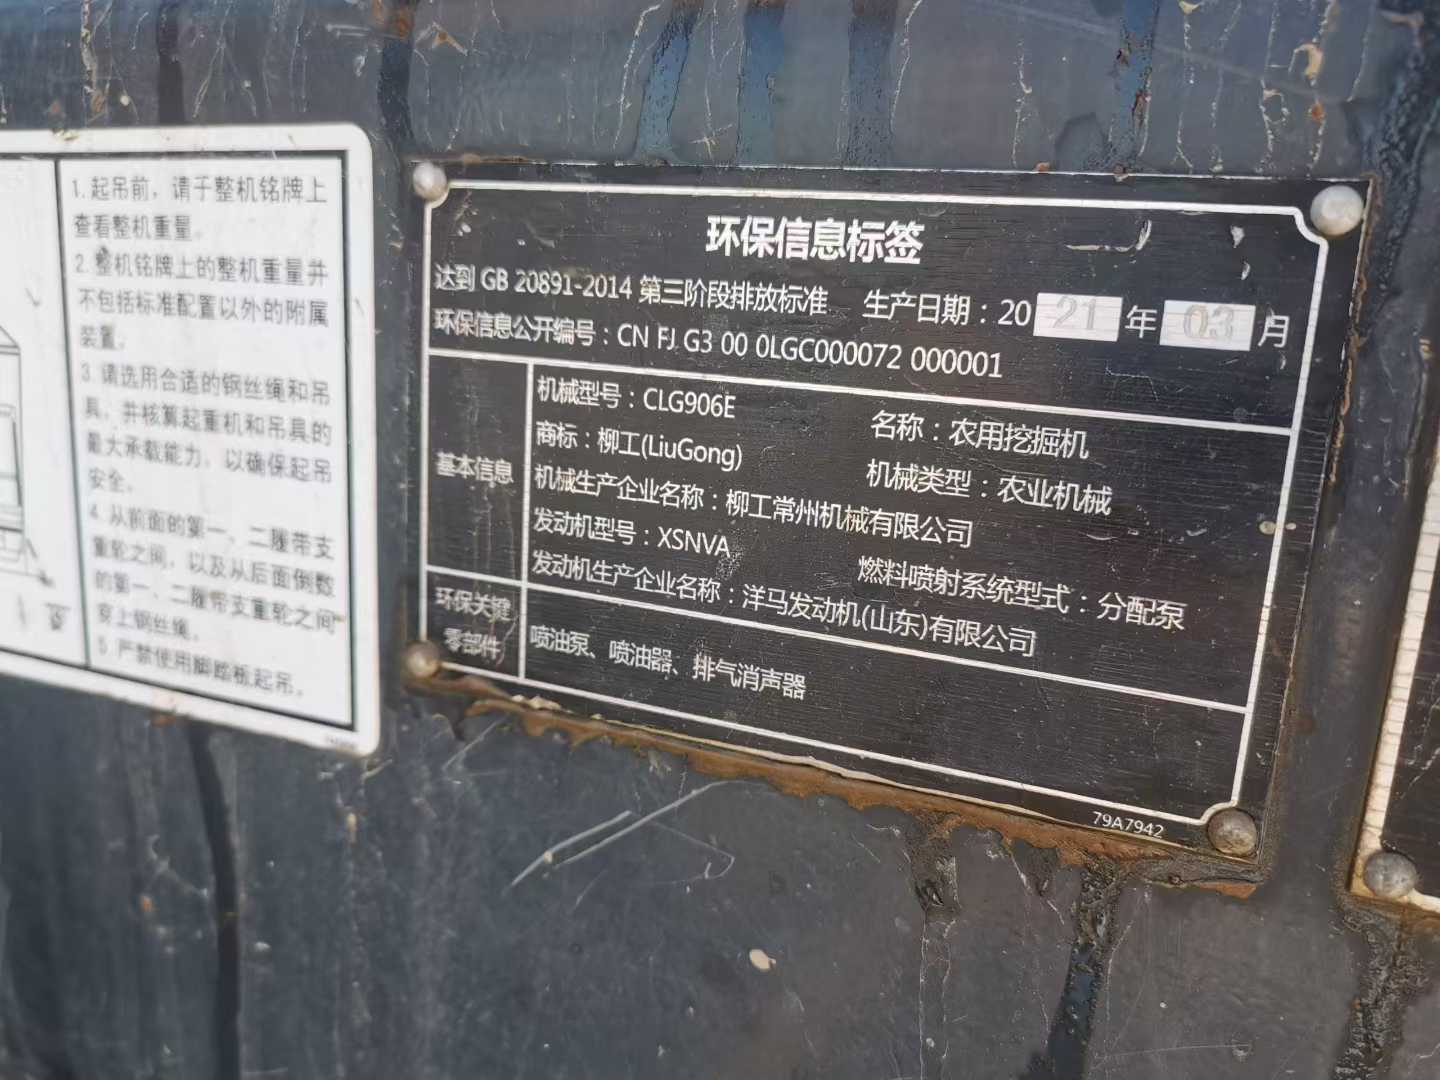 1.起吊前，请于整机铭牌上
查看整机重量。
2.整机铭牌上的整机重量并
不包括标准配置以外的附属
装置。
3.请选用合适的钢丝绳和吊
具，并核算起重机和吊具的
最大承载能力，以确保起吊
安全。
4.从前面的第一、二履带支
重轮之间，以及从后面倒数
的第一、二履带支重轮之间
穿上钢丝绳。
5.严禁使用脚踏板起吊。
环保信息标签
达到 GB 20891-2014 第三阶段排放标准 生产日期：20 21 年 03 月
环保信息公开编号：CN FJ G3 00 0LGC000072 000001
基本信息
机械型号：CLG906E 名称：农用挖掘机
商标：柳工(LiuGong) 机械类型：农业机械
机械生产企业名称：柳工常州机械有限公司
发动机型号：XSNVA 燃料喷射系统型式：分配泵
发动机生产企业名称：洋马发动机(山东)有限公司
环保关键
零部件
喷油泵、喷油器、排气消声器
79A7942